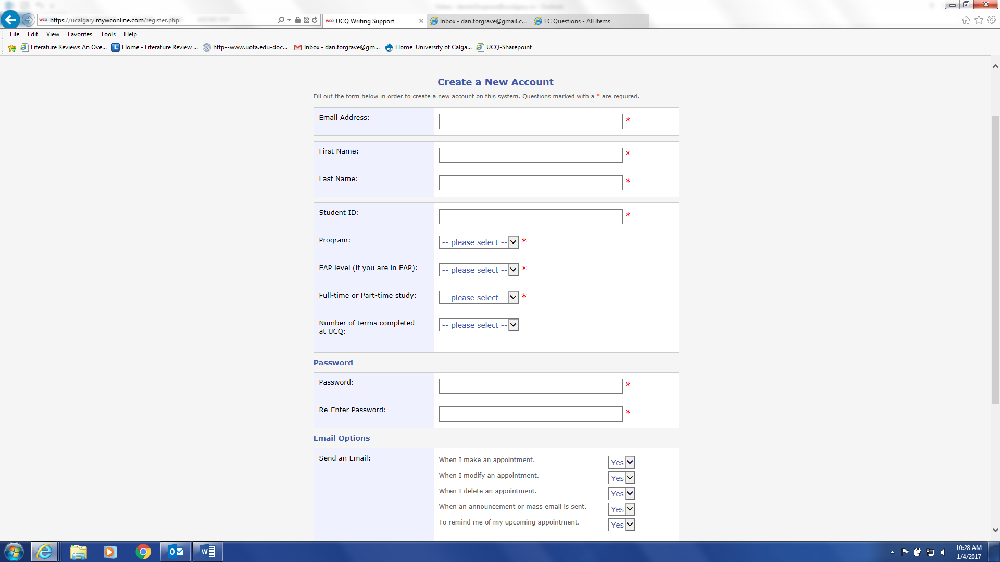 https://ucalgary.mywconline.com/register.php
WCO UCQ Writing Support
Inbox - dan.forgrave@gmail.c...
LC Questions - All Items
File Edit View Favorites Tools Help
Literature Reviews An Ove... Home - Literature Review ... http--www.uofa.edu-doc... Inbox - dan.forgrave@gm... Home University of Calga... UCQ-Sharepoint
Create a New Account
Fill out the form below in order to create a new account on this system. Questions marked with a * are required.
Email Address: *
First Name: *
Last Name: *
Student ID: *
Program: -- please select -- *
EAP level (if you are in EAP): -- please select -- *
Full-time or Part-time study: -- please select -- *
Number of terms completed
at UCQ: -- please select --
Password
Password: *
Re-Enter Password: *
Email Options
Send an Email: When I make an appointment. Yes
When I modify an appointment. Yes
When I delete an appointment. Yes
When an announcement or mass email is sent. Yes
To remind me of my upcoming appointment. Yes
10:28 AM
1/4/2017